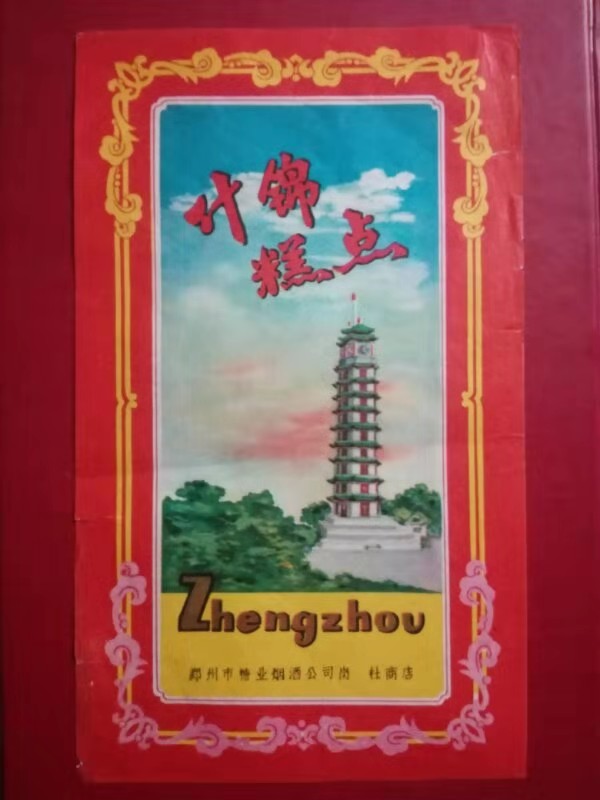 什锦
糕点
Zhengzhou
郑州市糖业烟酒公司岗 杜商店